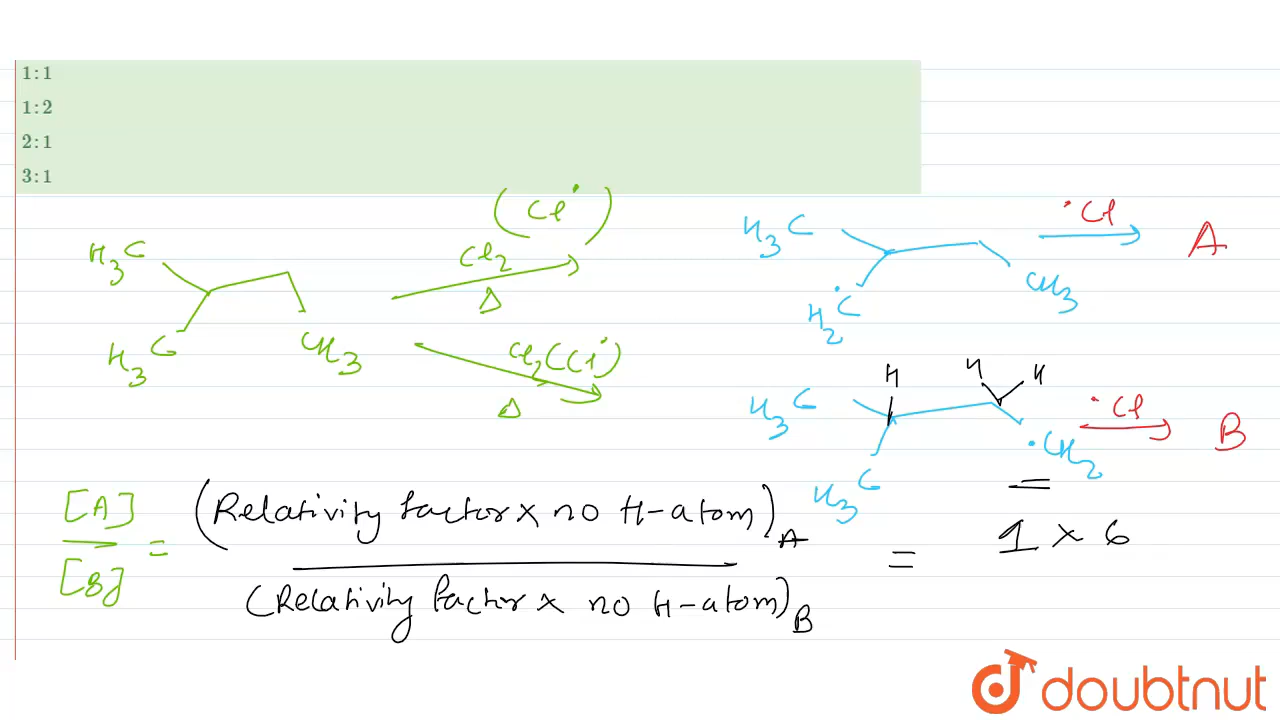 1:1
1:2
2:1
3:1
(Cl•)
Cl2
Δ
H3C
H3C
CH3
Cl2(Cl•)
Δ
H3C
H2C•
CH3
•Cl
A
H3C
H3C
H
H
H
•CH2
•Cl
B
[A] / [B] = (Relativity factor x no H-atom)A / (Relativity factor x no H-atom)B = 1 x 6
=
doubtnut